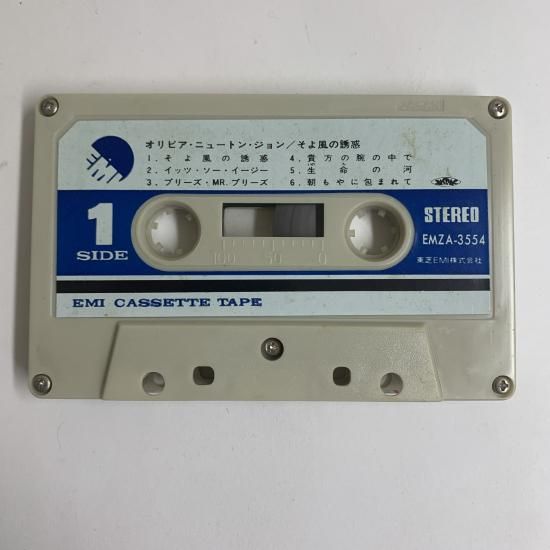 オリビア・ニュートン・ジョン/そよ風の誘惑
1. そよ風の誘惑
2. イッツ・ソー・イージー
3. プリーズ・MR. プリーズ
4. 貴方の腕の中で
5. 生命の河
6. 朝もやに包まれて
1
SIDE
STEREO
EMZA-3554
東芝EMI株式会社
100 50 0
EMI CASSETTE TAPE